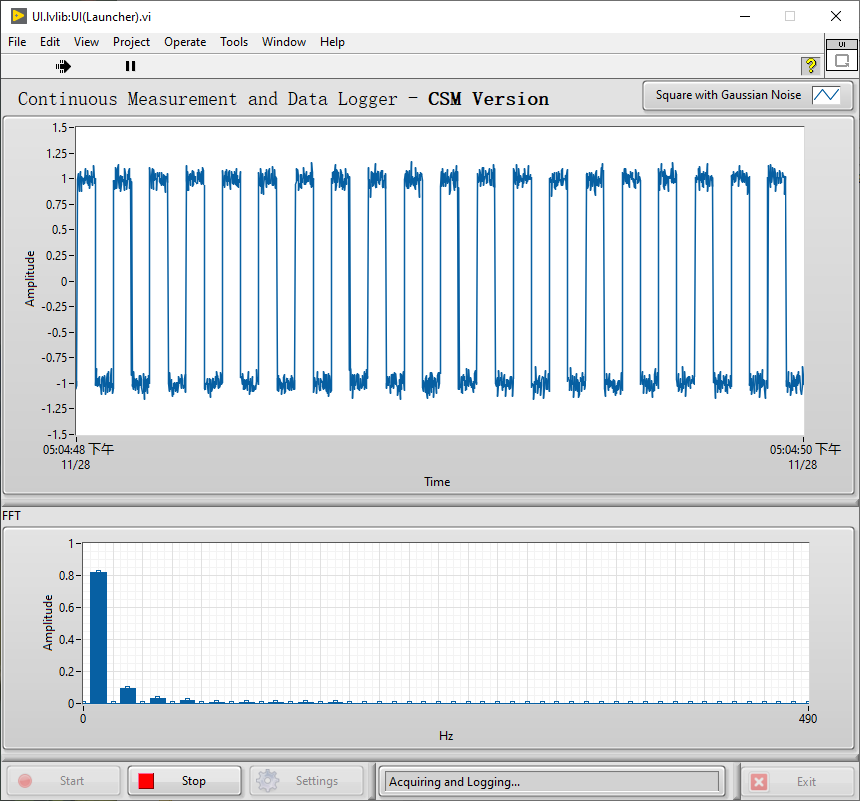 UI.lvlib:UI(Launcher).vi
File Edit View Project Operate Tools Window Help
UI
?
Continuous Measurement and Data Logger - CSM Version
Square with Gaussian Noise
1.5
1.25
1
0.75
0.5
0.25
0
-0.25
-0.5
-0.75
-1
-1.25
-1.5
Amplitude
05:04:48 下午
11/28
05:04:50 下午
11/28
Time
FFT
1
0.8
0.6
0.4
0.2
0
Amplitude
0
490
Hz
Start
Stop
Settings
Acquiring and Logging...
Exit